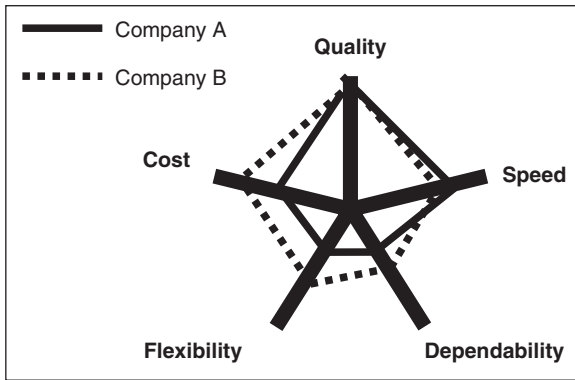 Company A
Company B
Quality
Cost
Speed
Flexibility
Dependability